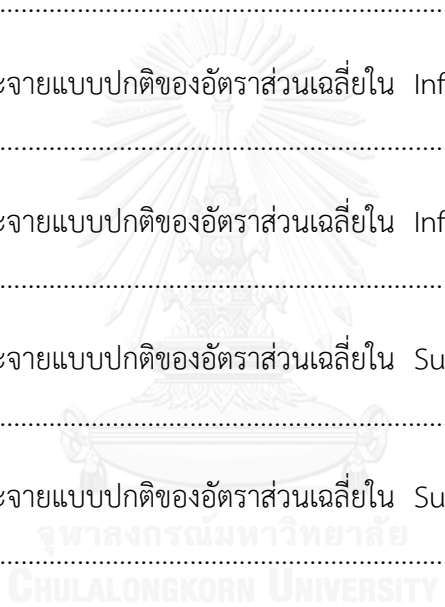 ........................................................................
ะจายแบบปกติของอัตราส่วนเฉลี่ยใน Inf
........................................................................
ะจายแบบปกติของอัตราส่วนเฉลี่ยใน Inf
........................................................................
ะจายแบบปกติของอัตราส่วนเฉลี่ยใน Su
........................................................................
ะจายแบบปกติของอัตราส่วนเฉลี่ยใน Su
จุฬาลงกรณ์มหาวิทยาลัย
........................................................................
CHULALONGKORN UNIVERSITY